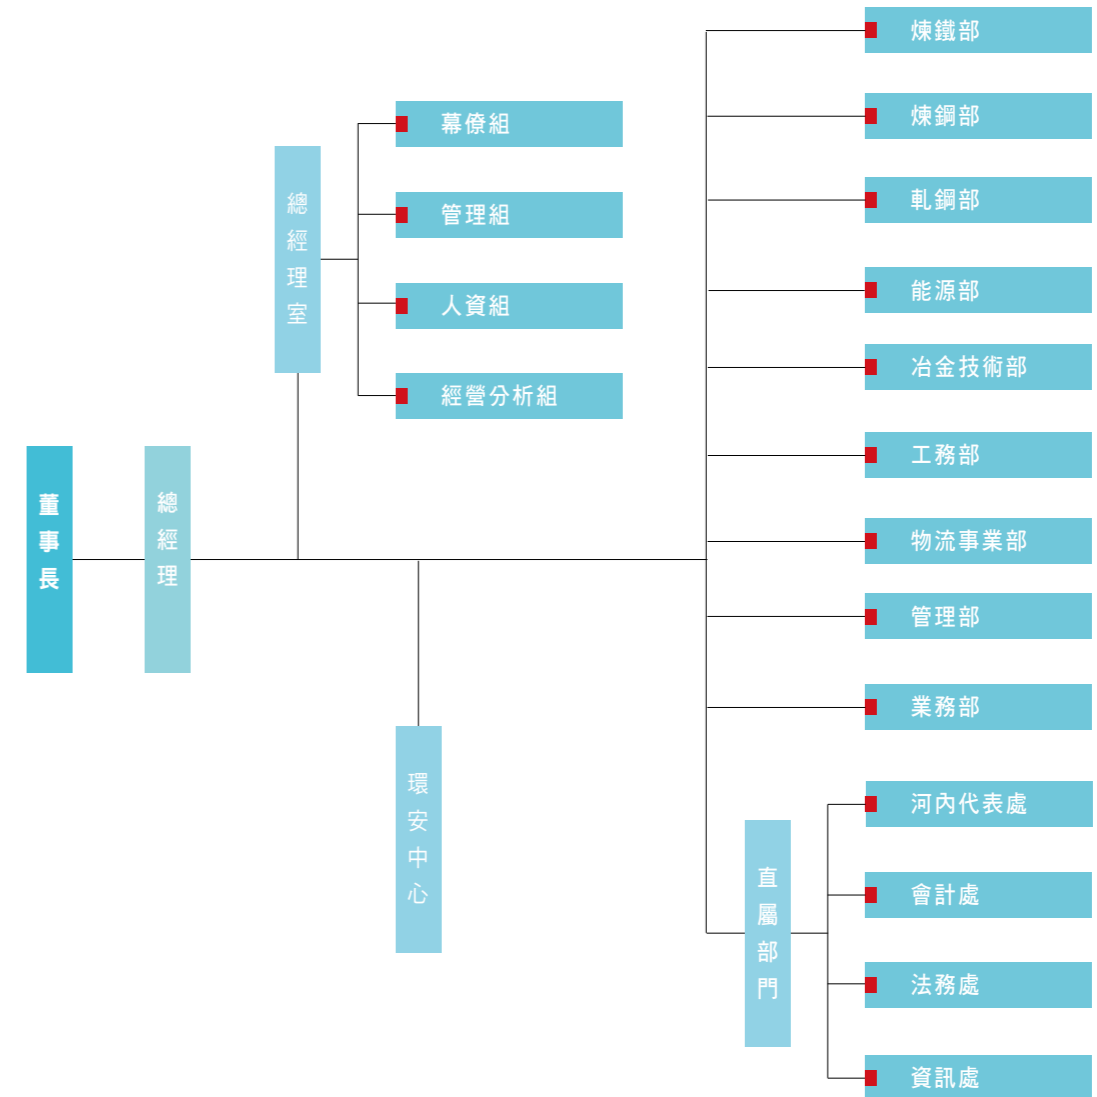 董事長
總經理
總經理室
幕僚組
管理組
人資組
經營分析組
環安中心
煉鐵部
煉鋼部
軋鋼部
能源部
冶金技術部
工務部
物流事業部
管理部
業務部
直屬部門
河內代表處
會計處
法務處
資訊處